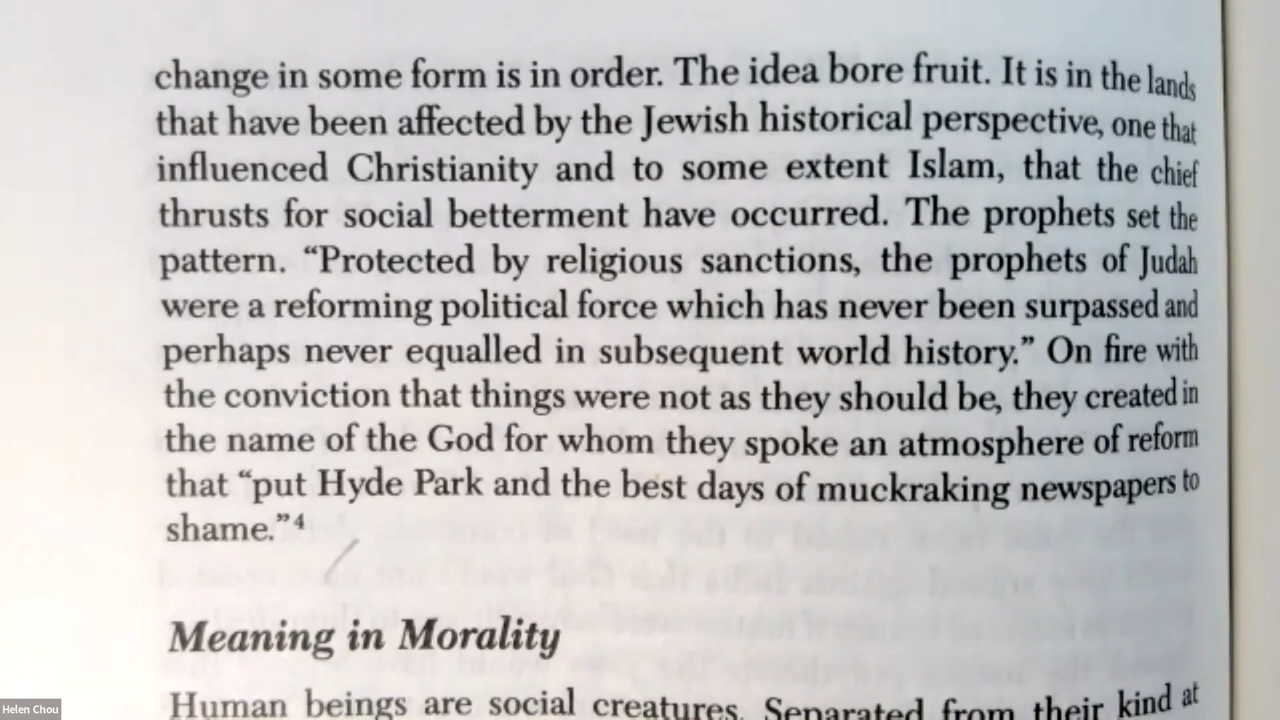 change in some form is in order. The idea bore fruit. It is in the lands
that have been affected by the Jewish historical perspective, one that
influenced Christianity and to some extent Islam, that the chief
thrusts for social betterment have occurred. The prophets set the
pattern. “Protected by religious sanctions, the prophets of Judah
were a reforming political force which has never been surpassed and
perhaps never equalled in subsequent world history.” On fire with
the conviction that things were not as they should be, they created in
the name of the God for whom they spoke an atmosphere of reform
that “put Hyde Park and the best days of muckraking newspapers to
shame.”⁴
Meaning in Morality
Human beings are social creatures. Separated from their kind at
Helen Chou